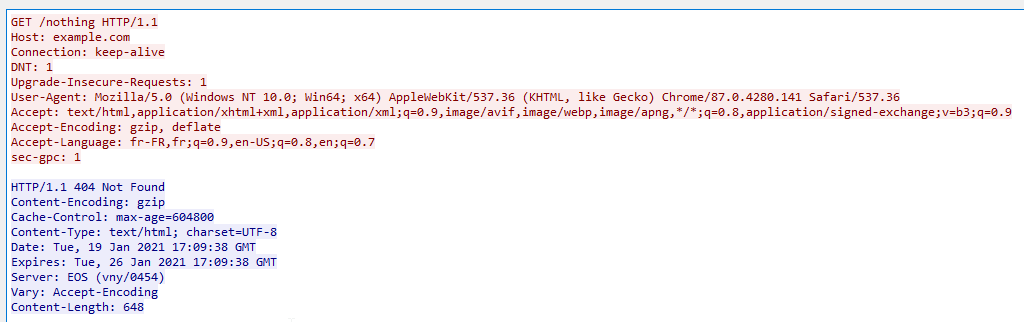 GET /nothing HTTP/1.1
Host: example.com
Connection: keep-alive
DNT: 1
Upgrade-Insecure-Requests: 1
User-Agent: Mozilla/5.0 (Windows NT 10.0; Win64; x64) AppleWebKit/537.36 (KHTML, like Gecko) Chrome/87.0.4280.141 Safari/537.36
Accept: text/html,application/xhtml+xml,application/xml;q=0.9,image/avif,image/webp,image/apng,*/*;q=0.8,application/signed-exchange;v=b3;q=0.9
Accept-Encoding: gzip, deflate
Accept-Language: fr-FR,fr;q=0.9,en-US;q=0.8,en;q=0.7
sec-gpc: 1
HTTP/1.1 404 Not Found
Content-Encoding: gzip
Cache-Control: max-age=604800
Content-Type: text/html; charset=UTF-8
Date: Tue, 19 Jan 2021 17:09:38 GMT
Expires: Tue, 26 Jan 2021 17:09:38 GMT
Server: EOS (vny/0454)
Vary: Accept-Encoding
Content-Length: 648